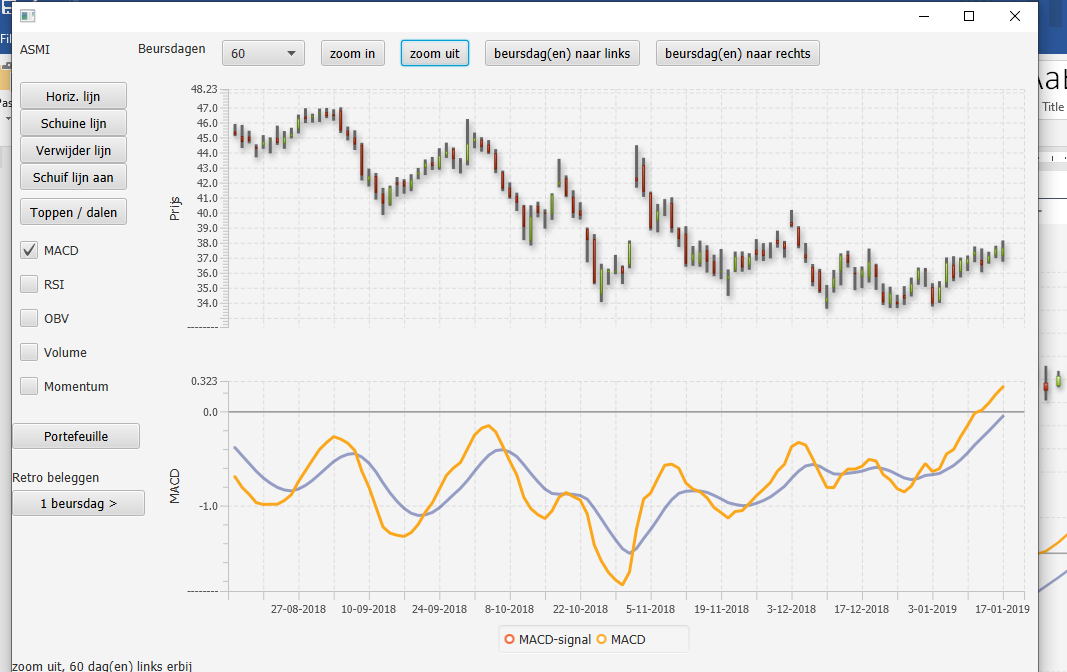 ASMI
Beursdagen
60
zoom in
zoom uit
beursdag(en) naar links
beursdag(en) naar rechts
Horiz. lijn
Schuine lijn
Verwijder lijn
Schuif lijn aan
Toppen / dalen
MACD
RSI
OBV
Volume
Momentum
Portefeuille
Retro beleggen
1 beursdag >
Prijs
48.23
47.0
46.0
45.0
44.0
43.0
42.0
41.0
40.0
39.0
38.0
37.0
36.0
35.0
34.0
--------
MACD
0.323
0.0
-1.0
--------
27-08-2018 10-09-2018 24-09-2018 8-10-2018 22-10-2018 5-11-2018 19-11-2018 3-12-2018 17-12-2018 3-01-2019 17-01-2019
MACD-signal MACD
zoom uit, 60 dag(en) links erbij
Title